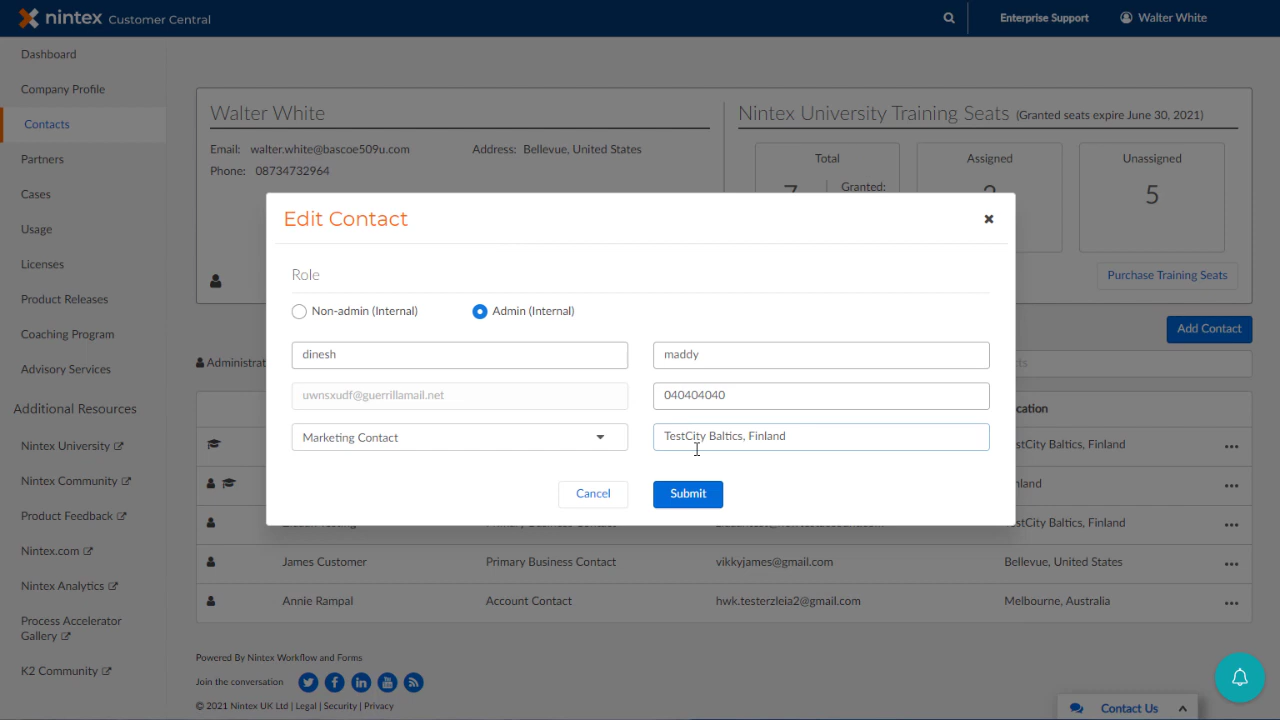 nintex Customer Central
Enterprise Support
Walter White
Dashboard
Company Profile
Contacts
Partners
Cases
Usage
Licenses
Product Releases
Coaching Program
Advisory Services
Additional Resources
Nintex University
Nintex Community
Product Feedback
Nintex.com
Nintex Analytics
Process Accelerator
Gallery
K2 Community
Walter White
Email: walter.white@bascoe509u.com
Address: Bellevue, United States
Phone: 08734732964
Nintex University Training Seats (Granted seats expire June 30, 2021)
Total
Assigned
Unassigned
7
Granted:
5
Purchase Training Seats
Add Contact
Edit Contact
Role
Non-admin (Internal)
Admin (Internal)
dinesh
maddy
uwnsxudf@guerrillamail.net
040404040
Marketing Contact
TestCity Baltics, Finland
Cancel
Submit
TestCity Baltics, Finland
TestCity Baltics, Finland
James Customer
Primary Business Contact
vikkyjames@gmail.com
Bellevue, United States
Annie Rampal
Account Contact
hwk.testerzleia2@gmail.com
Melbourne, Australia
Powered By Nintex Workflow and Forms
Join the conversation
© 2021 Nintex UK Ltd | Legal | Security | Privacy
Contact Us